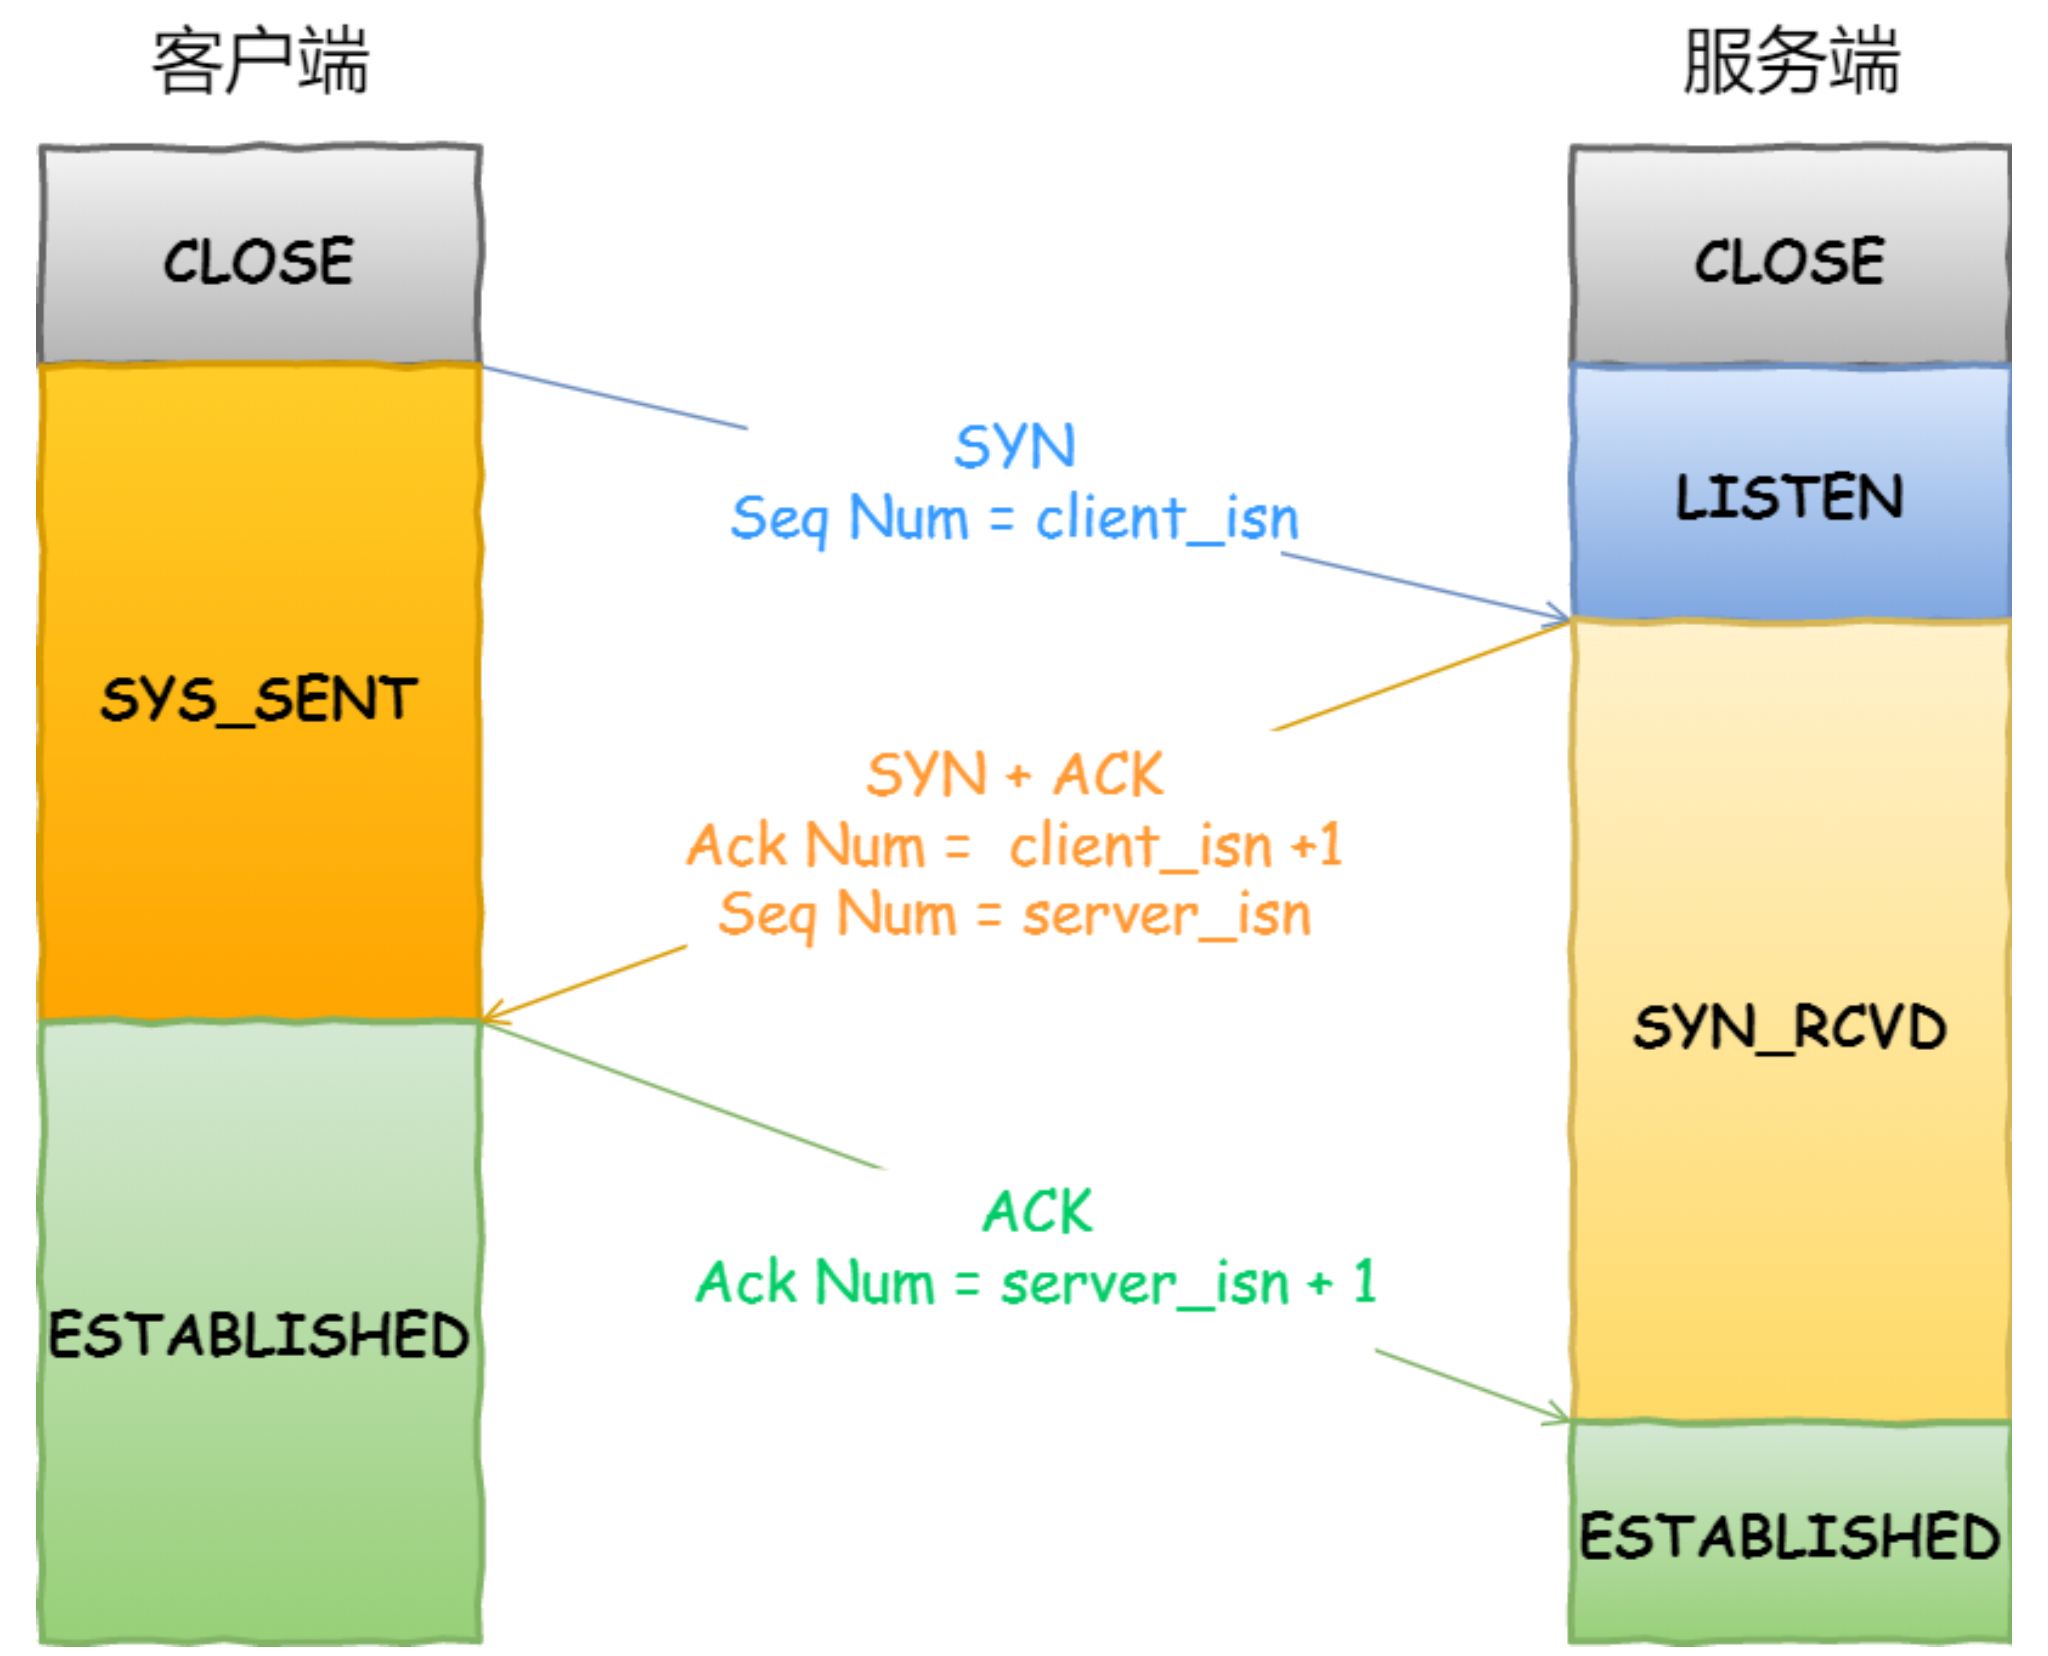 客户端
服务端
CLOSE
CLOSE
SYN
Seq Num = client_isn
LISTEN
SYS_SENT
SYN + ACK
Ack Num =  client_isn +1
Seq Num = server_isn
SYN_RCVD
ACK
Ack Num = server_isn + 1
ESTABLISHED
ESTABLISHED